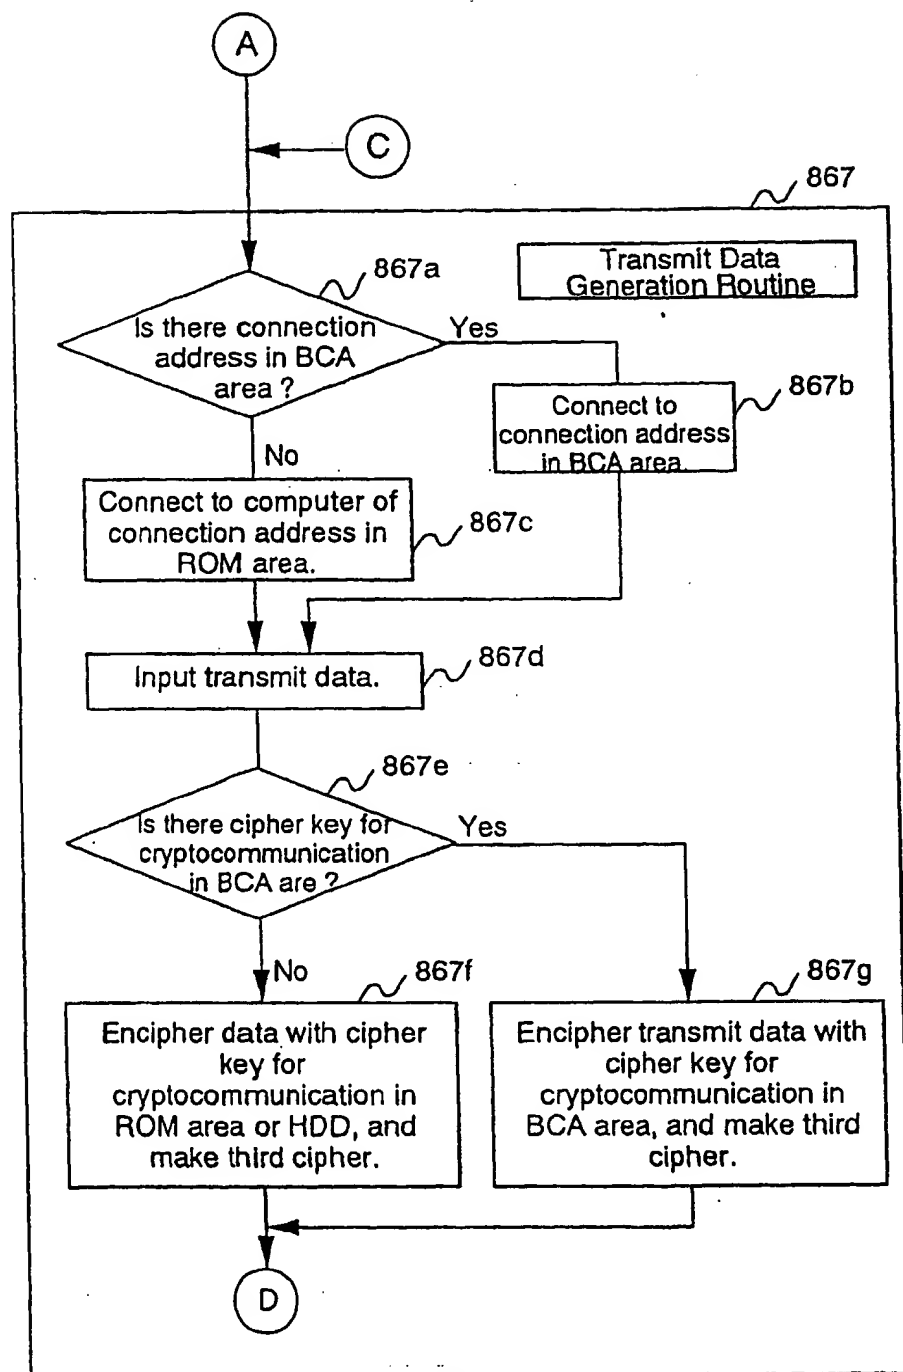 A
C
867
Transmit Data
Generation Routine
867a
Is there connection
address in BCA
area ?
Yes
867b
Connect to
connection address
in BCA area.
No
Connect to computer of
connection address in
ROM area.
867c
Input transmit data.
867d
867e
Is there cipher key for
cryptocommunication
in BCA are ?
Yes
No
867f
Encipher data with cipher
key for
cryptocommunication in
ROM area or HDD, and
make third cipher.
867g
Encipher transmit data with
cipher key for
cryptocommunication in
BCA area, and make third
cipher.
D